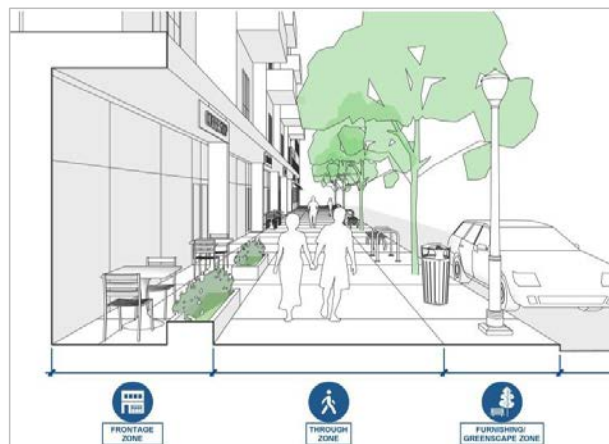 FRONTAGE
ZONE
THROUGH
ZONE
FURNISHING/
GREENSCAPE ZONE